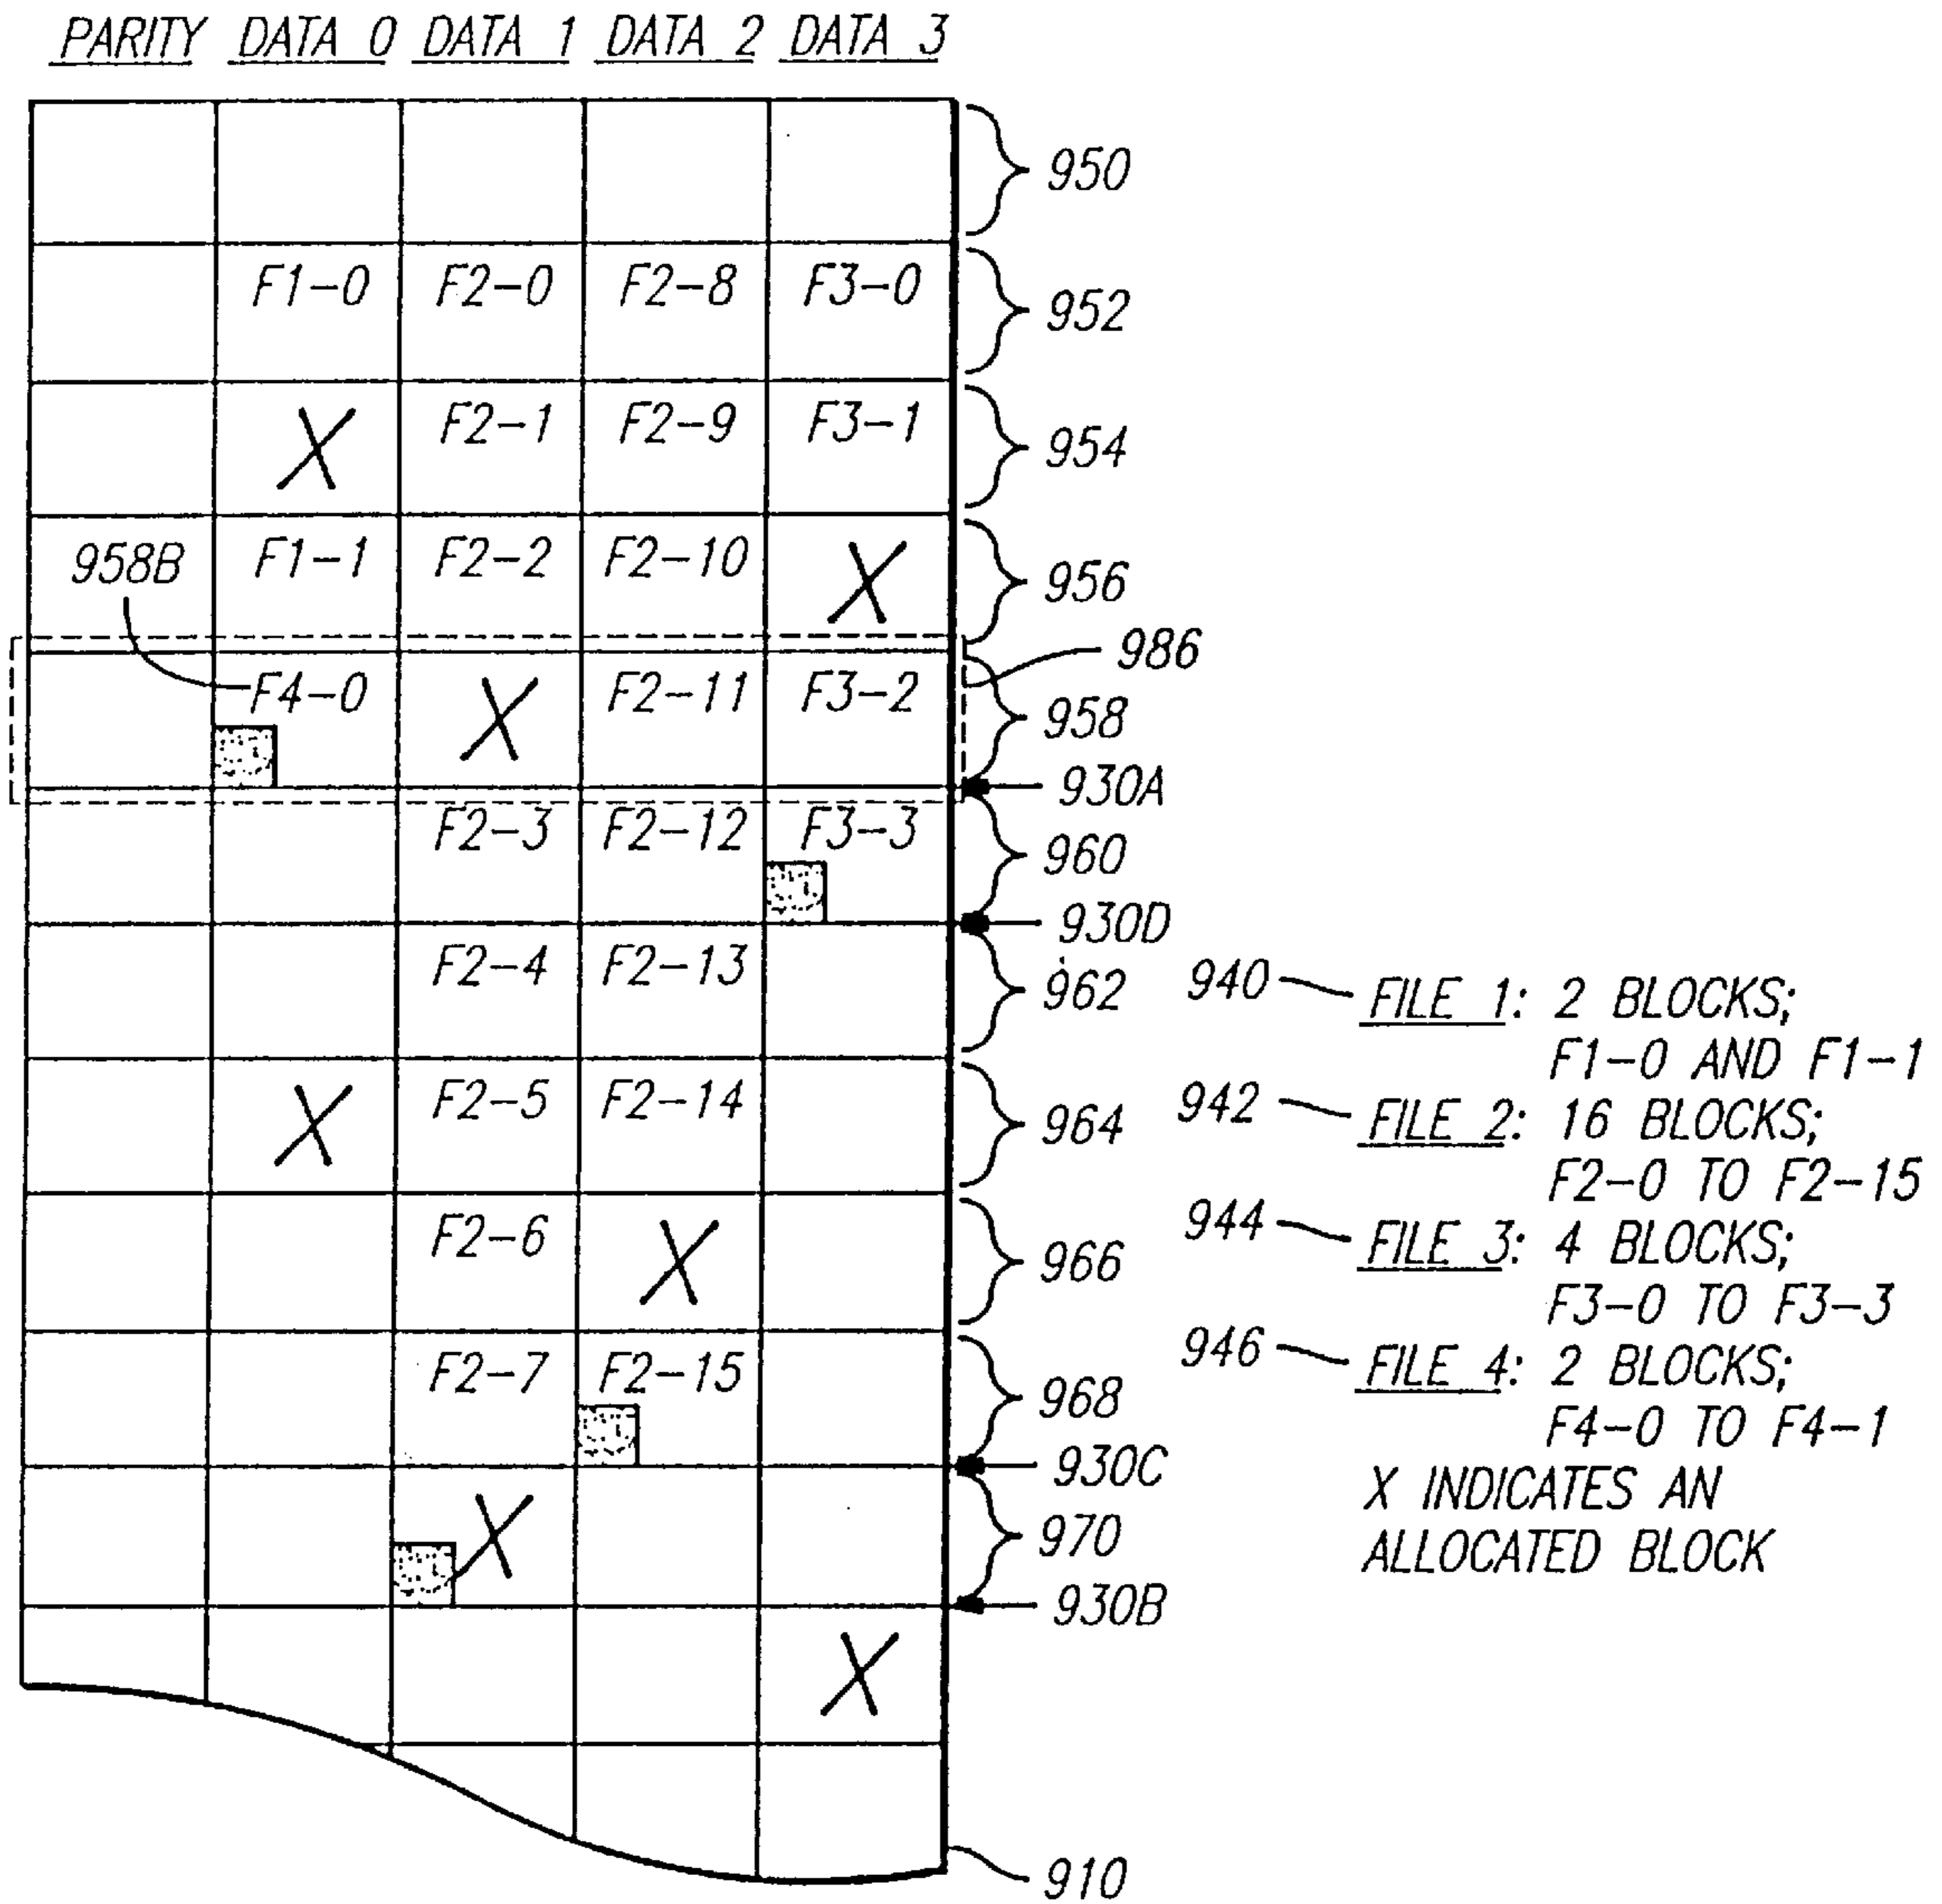 PARITY DATA 0 DATA 1 DATA 2 DATA 3
950
F1-0 F2-0 F2-8 F3-0 952
X F2-1 F2-9 F3-1 954
958B F1-1 F2-2 F2-10 X 956
986
F4-0 X F2-11 F3-2 958
930A
F2-3 F2-12 F3-3 960
930D
F2-4 F2-13 962
X F2-5 F2-14 964
F2-6 X 966
F2-7 F2-15 968
930C
X 970
930B
X
910
940 FILE 1: 2 BLOCKS;
F1-0 AND F1-1
942 FILE 2: 16 BLOCKS;
F2-0 TO F2-15
944 FILE 3: 4 BLOCKS;
F3-0 TO F3-3
946 FILE 4: 2 BLOCKS;
F4-0 TO F4-1
X INDICATES AN
ALLOCATED BLOCK